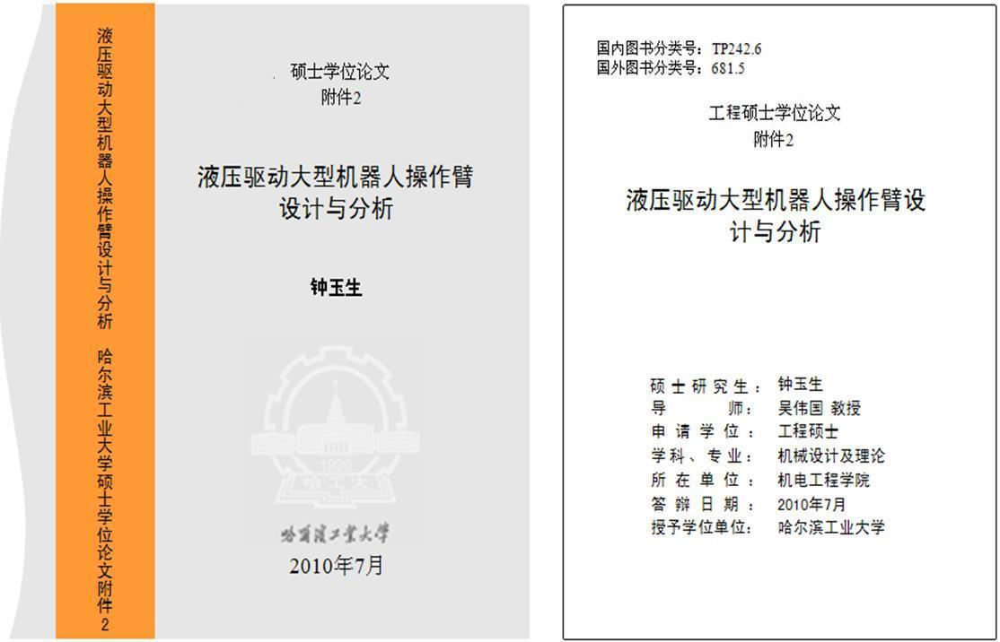 液压驱动大型机器人操作臂设计与分析 哈尔滨工业大学硕士学位论文附件2
硕士学位论文
附件2
液压驱动大型机器人操作臂
设计与分析
钟玉生
1920
哈工大
哈尔滨工业大学
2010年7月
国内图书分类号：TP242.6
国外图书分类号：681.5
工程硕士学位论文
附件2
液压驱动大型机器人操作臂设
计与分析
硕士研究生：钟玉生
导师：吴伟国 教授
申请学位：工程硕士
学科、专业：机械设计及理论
所在单位：机电工程学院
答辩日期：2010年7月
授予学位单位：哈尔滨工业大学